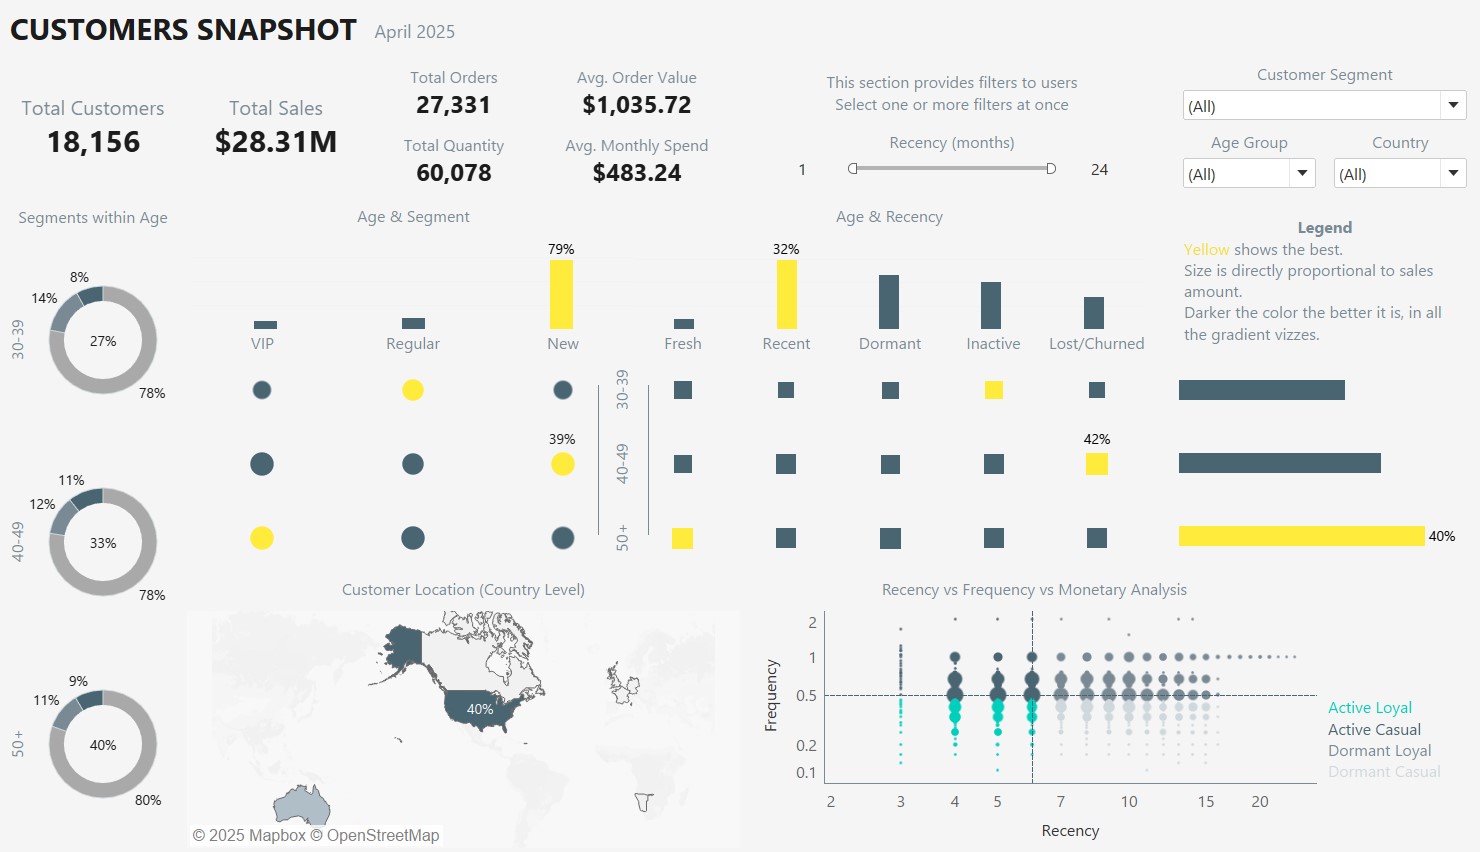 CUSTOMERS SNAPSHOT April 2025
Total Customers
18,156
Total Sales
$28.31M
Total Orders
27,331
Avg. Order Value
$1,035.72
Total Quantity
60,078
Avg. Monthly Spend
$483.24
This section provides filters to users
Select one or more filters at once
Recency (months)
1 24
Customer Segment
(All)
Age Group Country
(All) (All)
Segments within Age
30-39
8%
14%
27%
78%
40-49
11%
12%
33%
78%
50+
9%
11%
40%
80%
Age & Segment
79%
VIP Regular New
39%
Age & Recency
32%
Fresh Recent Dormant Inactive Lost/Churned
30-39
40-49
50+
42%
Legend
Yellow shows the best.
Size is directly proportional to sales
amount.
Darker the color the better it is, in all
the gradient vizzes.
40%
Customer Location (Country Level)
40%
© 2025 Mapbox © OpenStreetMap
Recency vs Frequency vs Monetary Analysis
Frequency
2
1
0.5
0.2
0.1
2 3 4 5 7 10 15 20
Recency
Active Loyal
Active Casual
Dormant Loyal
Dormant Casual